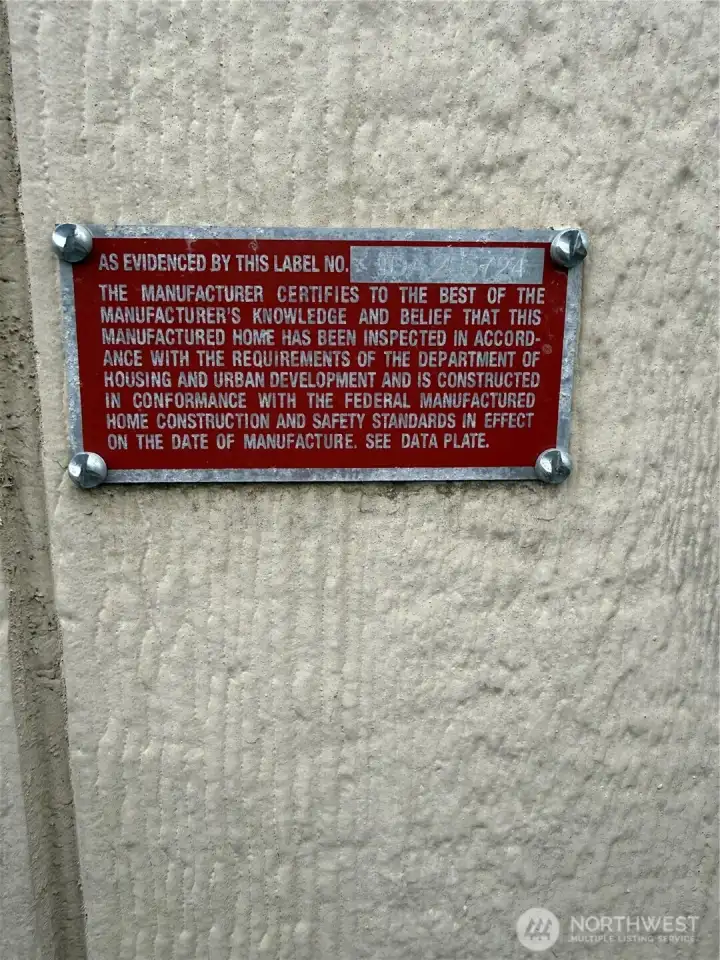 AS EVIDENCED BY THIS LABEL NO.
THE MANUFACTURER CERTIFIES TO THE BEST OF THE
MANUFACTURER'S KNOWLEDGE AND BELIEF THAT THIS
MANUFACTURED HOME HAS BEEN INSPECTED IN ACCORD-
ANCE WITH THE REQUIREMENTS OF THE DEPARTMENT OF
HOUSING AND URBAN DEVELOPMENT AND IS CONSTRUCTED
IN CONFORMANCE WITH THE FEDERAL MANUFACTURED
HOME CONSTRUCTION AND SAFETY STANDARDS IN EFFECT
ON THE DATE OF MANUFACTURE. SEE DATA PLATE.
NORTHWEST
MULTIPLE LISTING SERVICE